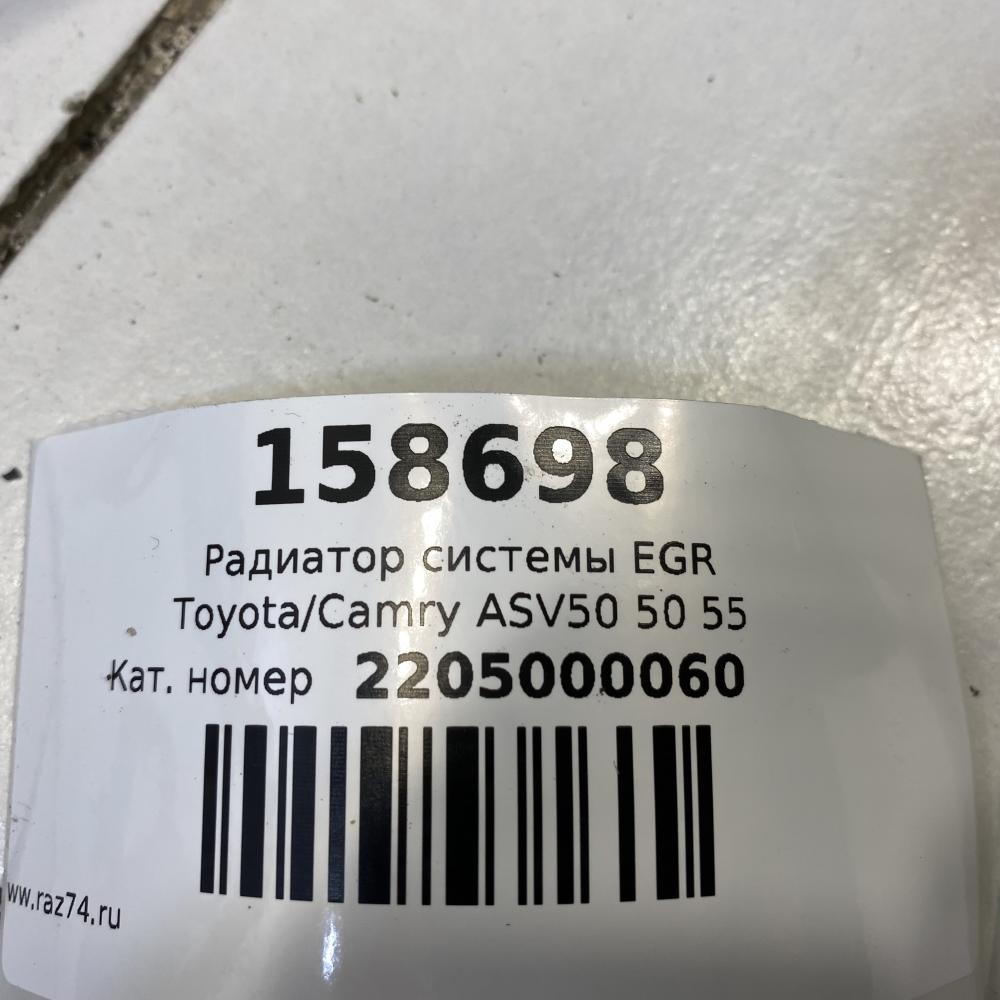 158698
Радиатор системы EGR
Toyota/Camry ASV50 50 55
Кат. номер 2205000060
ww.raz74.ru